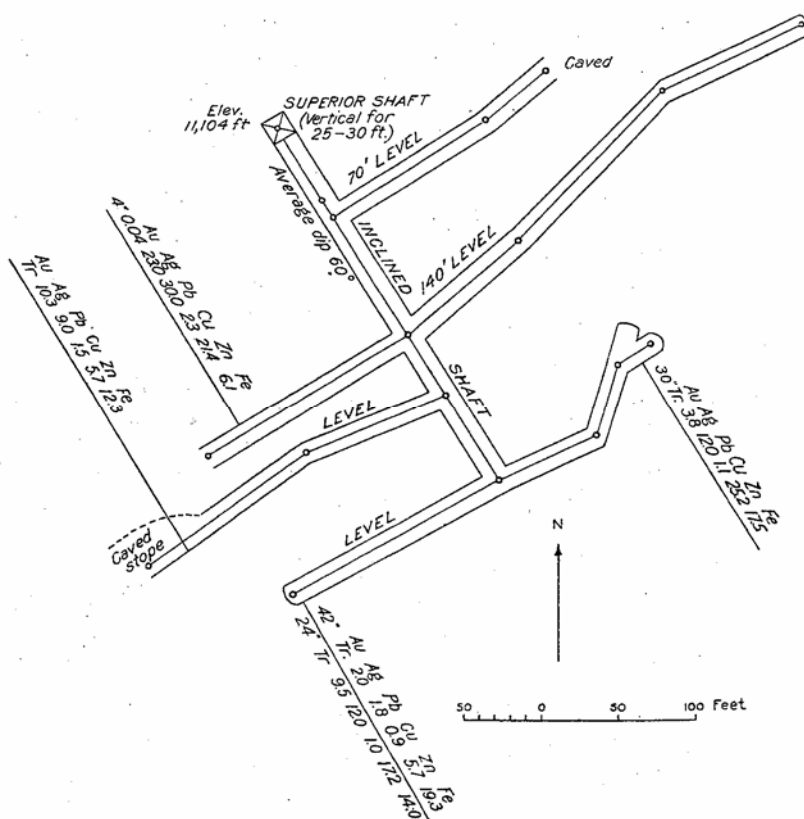 Caved
Elev.
11,104 ft
SUPERIOR SHAFT
(Vertical for
25-30 ft.)
70' LEVEL
Average dip 60°
INCLINED
140' LEVEL
SHAFT
Au Ag Pb Cu Zn Fe
4" 0.04 23.0 30.0 2.3 21.4 6.1
Au Ag Pb Cu Zn Fe
Tr 10.3 9.0 1.5 5.7 12.3
LEVEL
Au Ag Pb Cu Zn Fe
30" Tr. 3.8 12.0 1.1 25.2 17.5
Caved
stope
LEVEL
N
Au Ag Pb Cu Zn Fe
42" Tr. 2.0 1.8 0.9 5.7 19.3
24" Tr 9.5 12.0 1.0 17.2 14.0
50 0 50 100 Feet